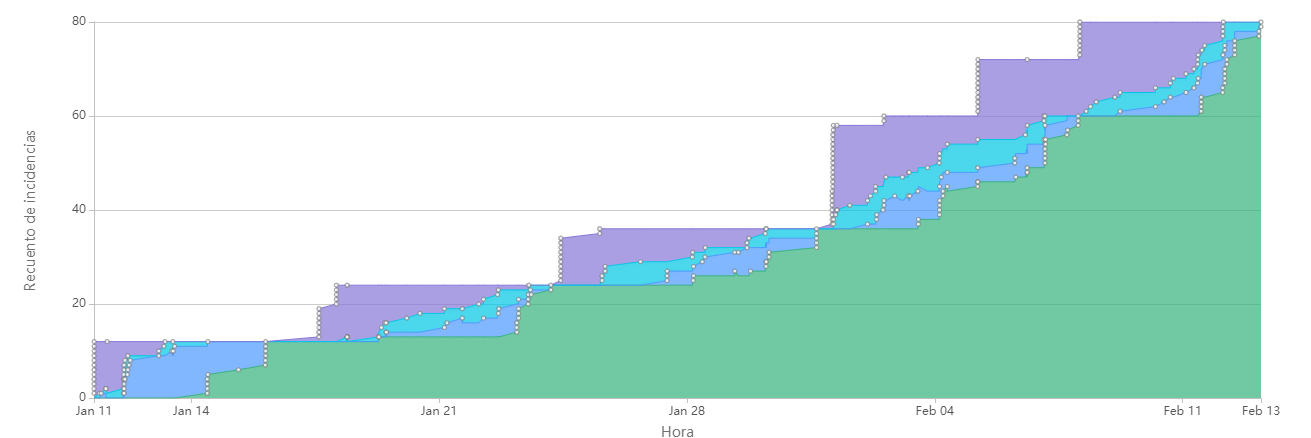 80
60
40
20
0
Recuento de incidencias
Jan 11 Jan 14 Jan 21 Jan 28 Feb 04 Feb 11 Feb 13
Hora